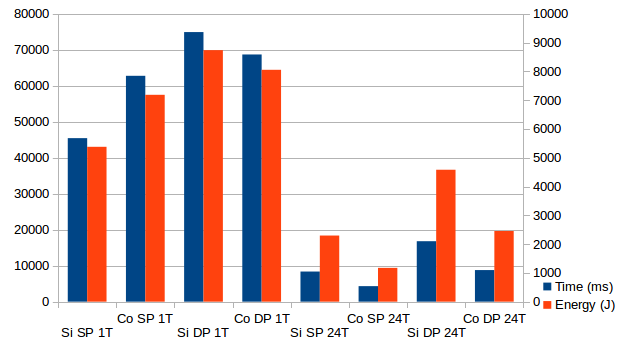 80000
70000
60000
50000
40000
30000
20000
10000
0
10000
9000
8000
7000
6000
5000
4000
3000
2000
1000
0
Si SP 1T
Co SP 1T
Si DP 1T
Co DP 1T
Si SP 24T
Co SP 24T
Si DP 24T
Co DP 24T
Time (ms)
Energy (J)